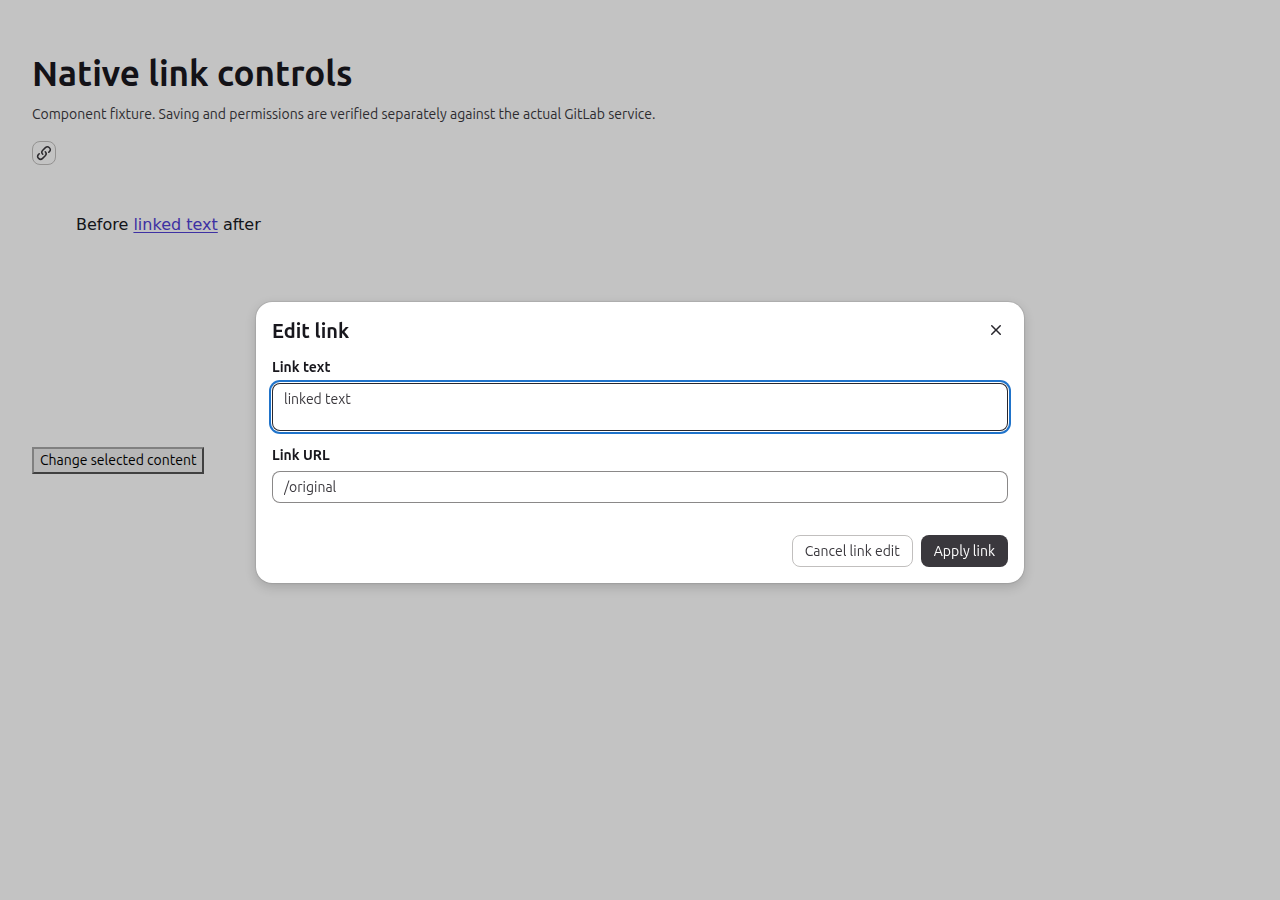 Native link controls
Component fixture. Saving and permissions are verified separately against the actual GitLab service.
Before linked text after
Edit link
Link text
linked text
Link URL
/original
Cancel link edit
Apply link
Change selected content